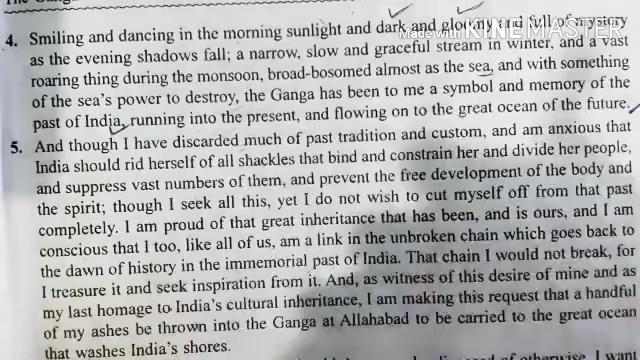 4. Smiling and dancing in the morning sunlight and dark and gloomy and full of mystery
Made with KINEMASTER
as the evening shadows fall; a narrow, slow and graceful stream in winter, and a vast
roaring thing during the monsoon, broad-bosomed almost as the sea, and with something
of the sea's power to destroy, the Ganga has been to me a symbol and memory of the
past of India, running into the present, and flowing on to the great ocean of the future.
5. And though I have discarded much of past tradition and custom, and am anxious that
India should rid herself of all shackles that bind and constrain her and divide her people,
and suppress vast numbers of them, and prevent the free development of the body and
the spirit; though I seek all this, yet I do not wish to cut myself off from that past
completely. I am proud of that great inheritance that has been, and is ours, and I am
conscious that I too, like all of us, am a link in the unbroken chain which goes back to
the dawn of history in the immemorial past of India. That chain I would not break, for
I treasure it and seek inspiration from it. And, as witness of this desire of mine and as
my last homage to India's cultural inheritance, I am making this request that a handful
of my ashes be thrown into the Ganga at Allahabad to be carried to the great ocean
that washes India's shores.
of otherwise. I want